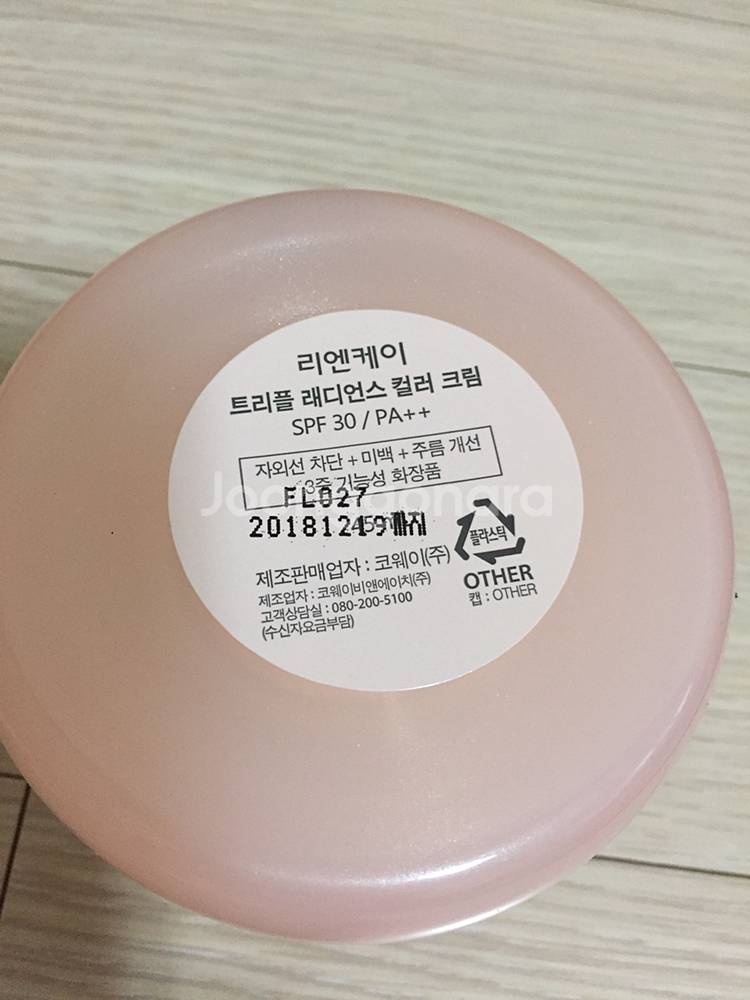 리엔케이
트리플 래디언스 컬러 크림
SPF 30 / PA++
자외선 차단 + 미백 + 주름 개선
3중 기능성 화장품
FL027
20181219까지
제조판매업자 : 코웨이(주)
제조업자 : 코웨이비앤에이치(주)
고객상담실 : 080-200-5100
(수신자요금부담)
플라스틱
OTHER
캡 : OTHER
Joonggonara